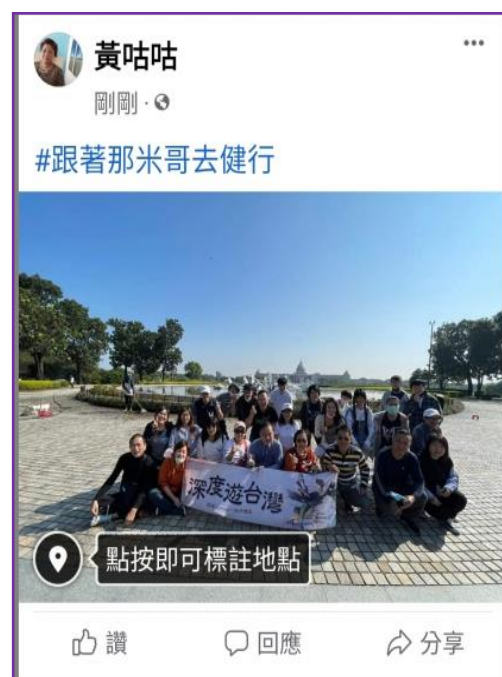 黃咕咕
剛剛
#跟著那米哥去健行
深度遊台灣
點按即可標註地點
讚
回應
分享